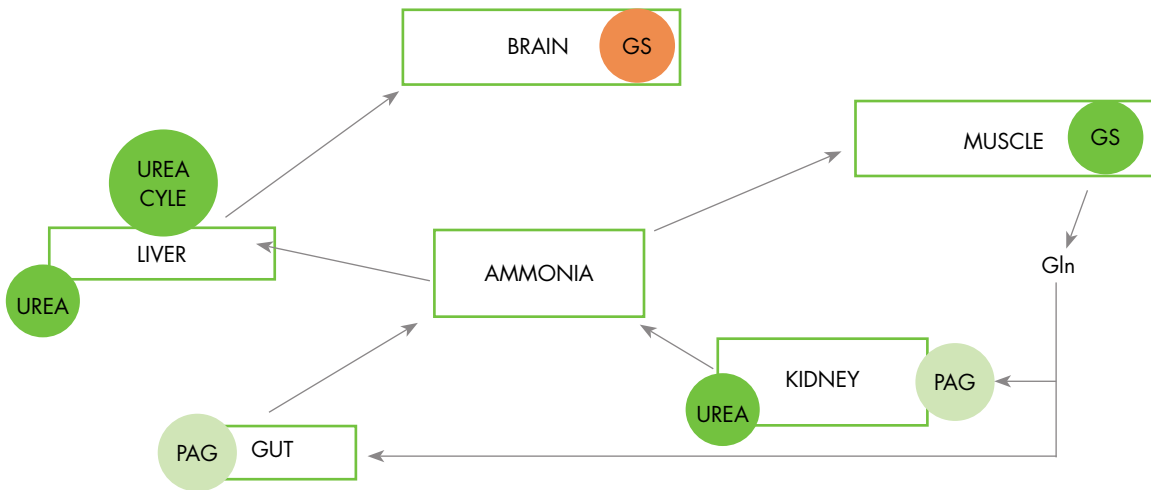 BRAIN
GS
MUSCLE
GS
UREA
CYLE
LIVER
UREA
AMMONIA
Gln
KIDNEY
PAG
UREA
PAG
GUT